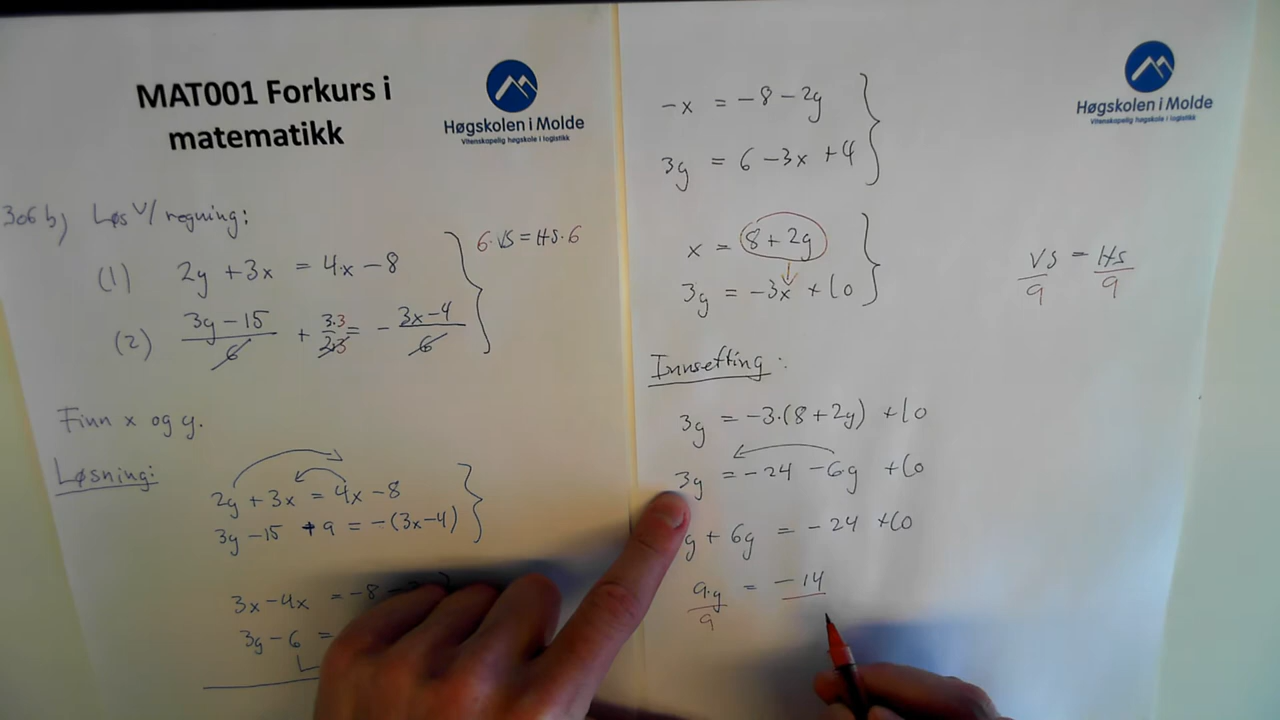 MAT001 Forkurs i
matematikk
Høgskolen i Molde
Vitenskapelig høgskole i logistikk
306 b) Løs v/ regning:
(1) 2y + 3x = 4x - 8
(2) 3y - 15 / 6 + 3·3 / 2·3 = - 3x - 4 / 6
6·VS = HS·6
Finn x og y.
Løsning:
2y + 3x = 4x - 8
3y - 15 + 9 = -(3x - 4)
3x - 4x = -8
3y - 6 =
Høgskolen i Molde
Vitenskapelig høgskole i logistikk
-x = -8 - 2y
3y = 6 - 3x + 4
x = 8 + 2y
3y = -3x + 10
VS / 9 = HS / 9
Innsetting:
3y = -3·(8 + 2y) + 10
3y = -24 - 6y + 10
y + 6y = -24 + 10
9·y / 9 = -14